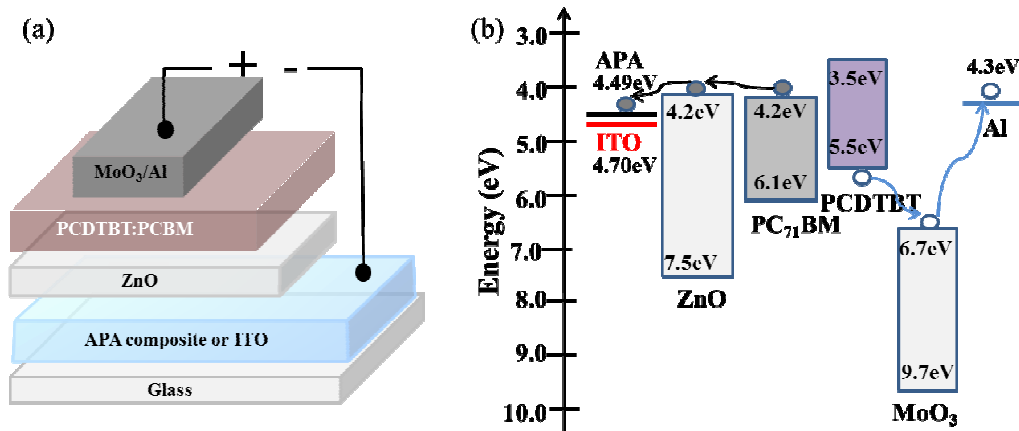 (a)
+ -
MoO₃/Al
PCDTBT:PCBM
ZnO
APA composite or ITO
Glass
(b)
Energy (eV)
3.0
4.0
5.0
6.0
7.0
8.0
9.0
10.0
APA
4.49eV
ITO
4.70eV
4.2eV
7.5eV
ZnO
4.2eV
6.1eV
PC₇₁BM
3.5eV
5.5eV
PCDTBT
6.7eV
9.7eV
MoO₃
4.3eV
Al